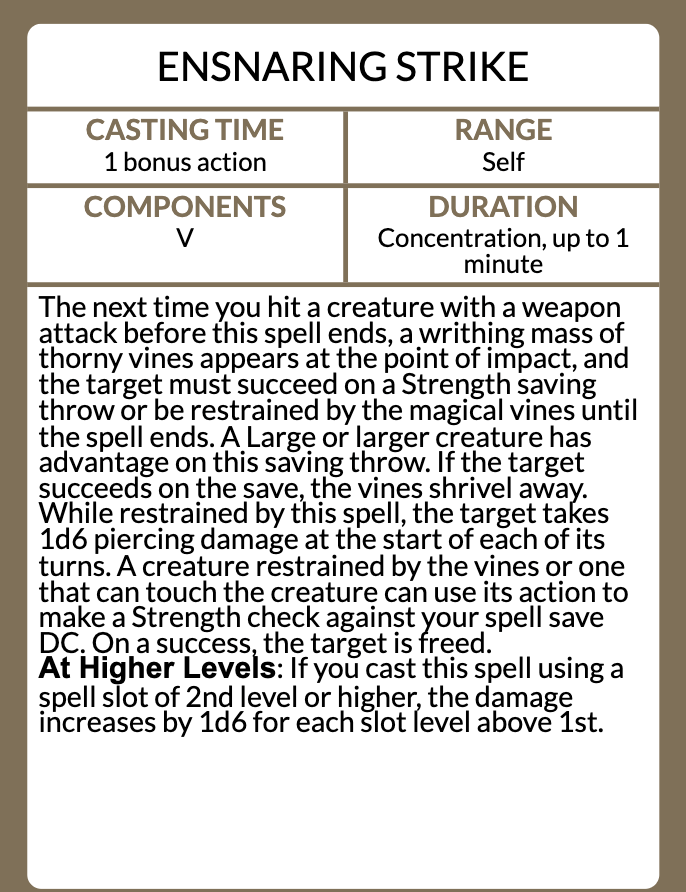 ENSNARING STRIKE
CASTING TIME
1 bonus action
RANGE
Self
COMPONENTS
V
DURATION
Concentration, up to 1
minute
The next time you hit a creature with a weapon
attack before this spell ends, a writhing mass of
thorny vines appears at the point of impact, and
the target must succeed on a Strength saving
throw or be restrained by the magical vines until
the spell ends. A Large or larger creature has
advantage on this saving throw. If the target
succeeds on the save, the vines shrivel away.
While restrained by this spell, the target takes
1d6 piercing damage at the start of each of its
turns. A creature restrained by the vines or one
that can touch the creature can use its action to
make a Strength check against your spell save
DC. On a success, the target is freed.
At Higher Levels: If you cast this spell using a
spell slot of 2nd level or higher, the damage
increases by 1d6 for each slot level above 1st.